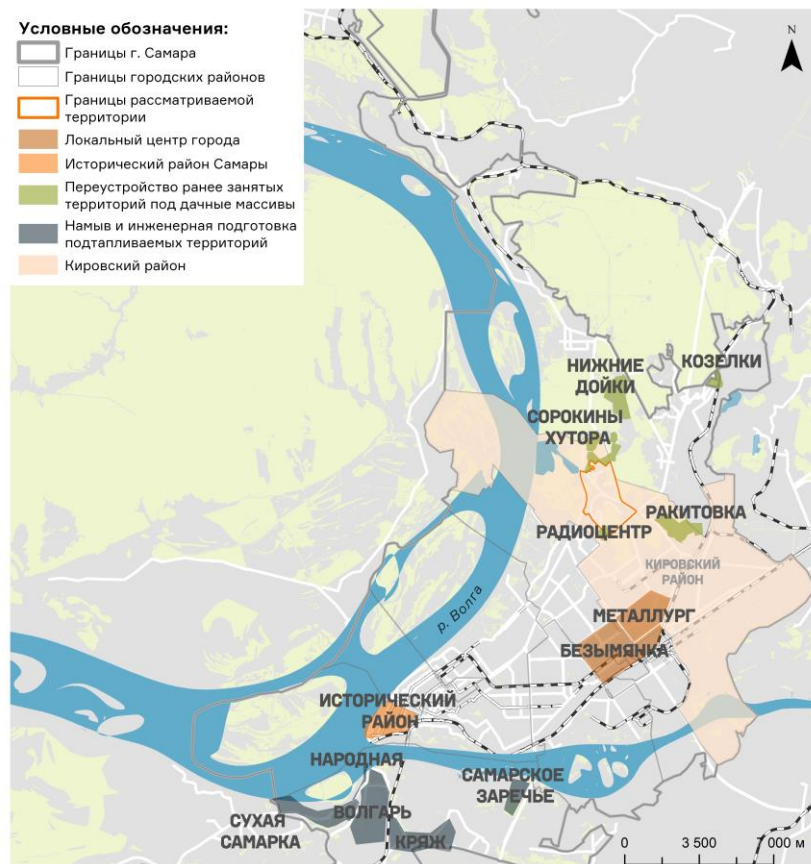 Условные обозначения:
Границы г. Самара
Границы городских районов
Границы рассматриваемой
территории
Локальный центр города
Исторический район Самары
Переустройство ранее занятых
территорий под дачные массивы
Намыв и инженерная подготовка
подтапливаемых территорий
Кировский район
N
НИЖНИЕ
ДОЙКИ
КОЗЕЛКИ
СОРОКИНЫ
ХУТОРА
РАКИТОВКА
РАДИОЦЕНТР
КИРОВСКИЙ
РАЙОН
р. Волга
МЕТАЛЛУРГ
БЕЗЫМЯНКА
ИСТОРИЧЕСКИЙ
РАЙОН
НАРОДНАЯ
САМАРСКОЕ
ЗАРЕЧЬЕ
ВОЛГАРЬ
СУХАЯ
САМАРКА
КРЯЖ
0 3 500 7 000 м